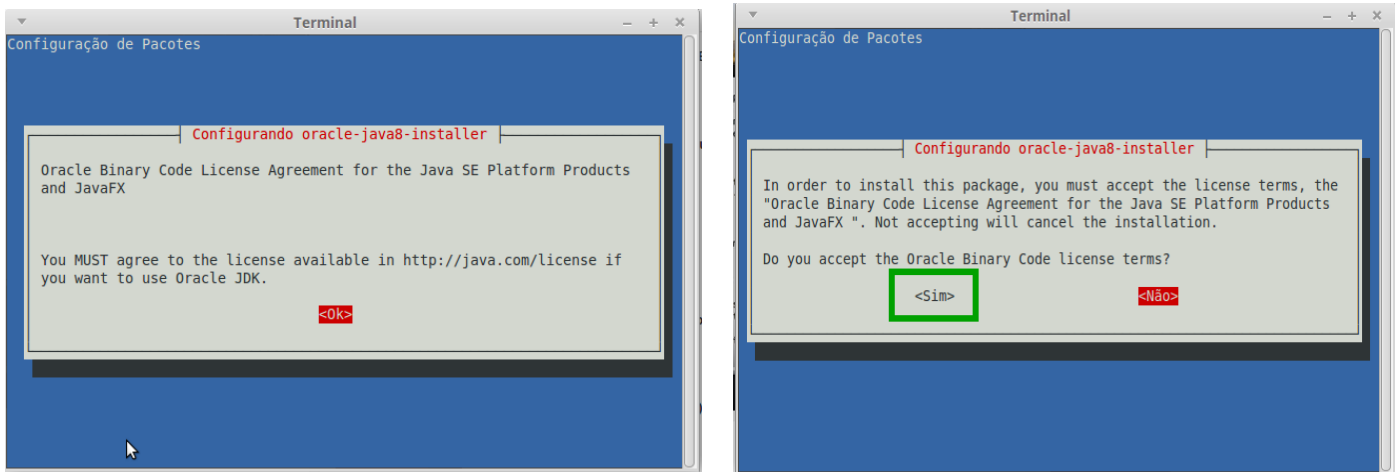 Terminal
Configuração de Pacotes
Configurando oracle-java8-installer
Oracle Binary Code License Agreement for the Java SE Platform Products
and JavaFX
You MUST agree to the license available in http://java.com/license if
you want to use Oracle JDK.
<Ok>
Terminal
Configuração de Pacotes
Configurando oracle-java8-installer
In order to install this package, you must accept the license terms, the
"Oracle Binary Code License Agreement for the Java SE Platform Products
and JavaFX ". Not accepting will cancel the installation.
Do you accept the Oracle Binary Code license terms?
<Sim> <Não>